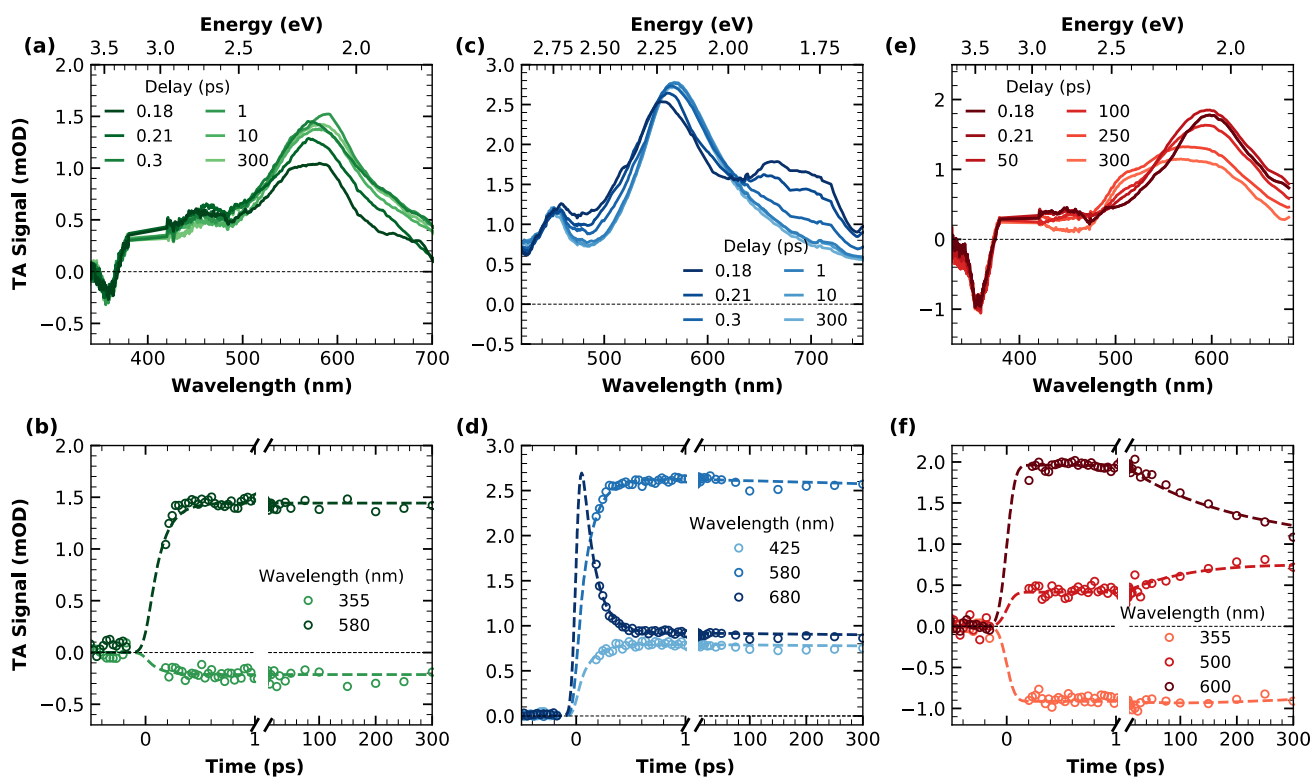 Energy (eV)
(a)
3.5 3.0 2.5 2.0
2.0
1.5
1.0
0.5
0.0
−0.5
TA Signal (mOD)
Delay (ps)
0.18 1
0.21 10
0.3 300
400 500 600 700
Wavelength (nm)
Energy (eV)
(c)
2.75 2.50 2.25 2.00 1.75
3.0
2.5
2.0
1.5
1.0
0.5
0.0
−0.5
Delay (ps)
0.18 1
0.21 10
0.3 300
500 600 700
Wavelength (nm)
Energy (eV)
(e)
3.5 3.0 2.5 2.0
2
1
0
−1
Delay (ps)
0.18 100
0.21 250
50 300
400 500 600
Wavelength (nm)
(b)
2.0
1.5
1.0
0.5
0.0
−0.5
TA Signal (mOD)
Wavelength (nm)
355
580
0 1 100 200 300
Time (ps)
(d)
3.0
2.5
2.0
1.5
1.0
0.5
0.0
Wavelength (nm)
425
580
680
0 1 100 200 300
Time (ps)
(f)
2.0
1.5
1.0
0.5
0.0
−0.5
−1.0
Wavelength (nm)
355
500
600
0 1 100 200 300
Time (ps)